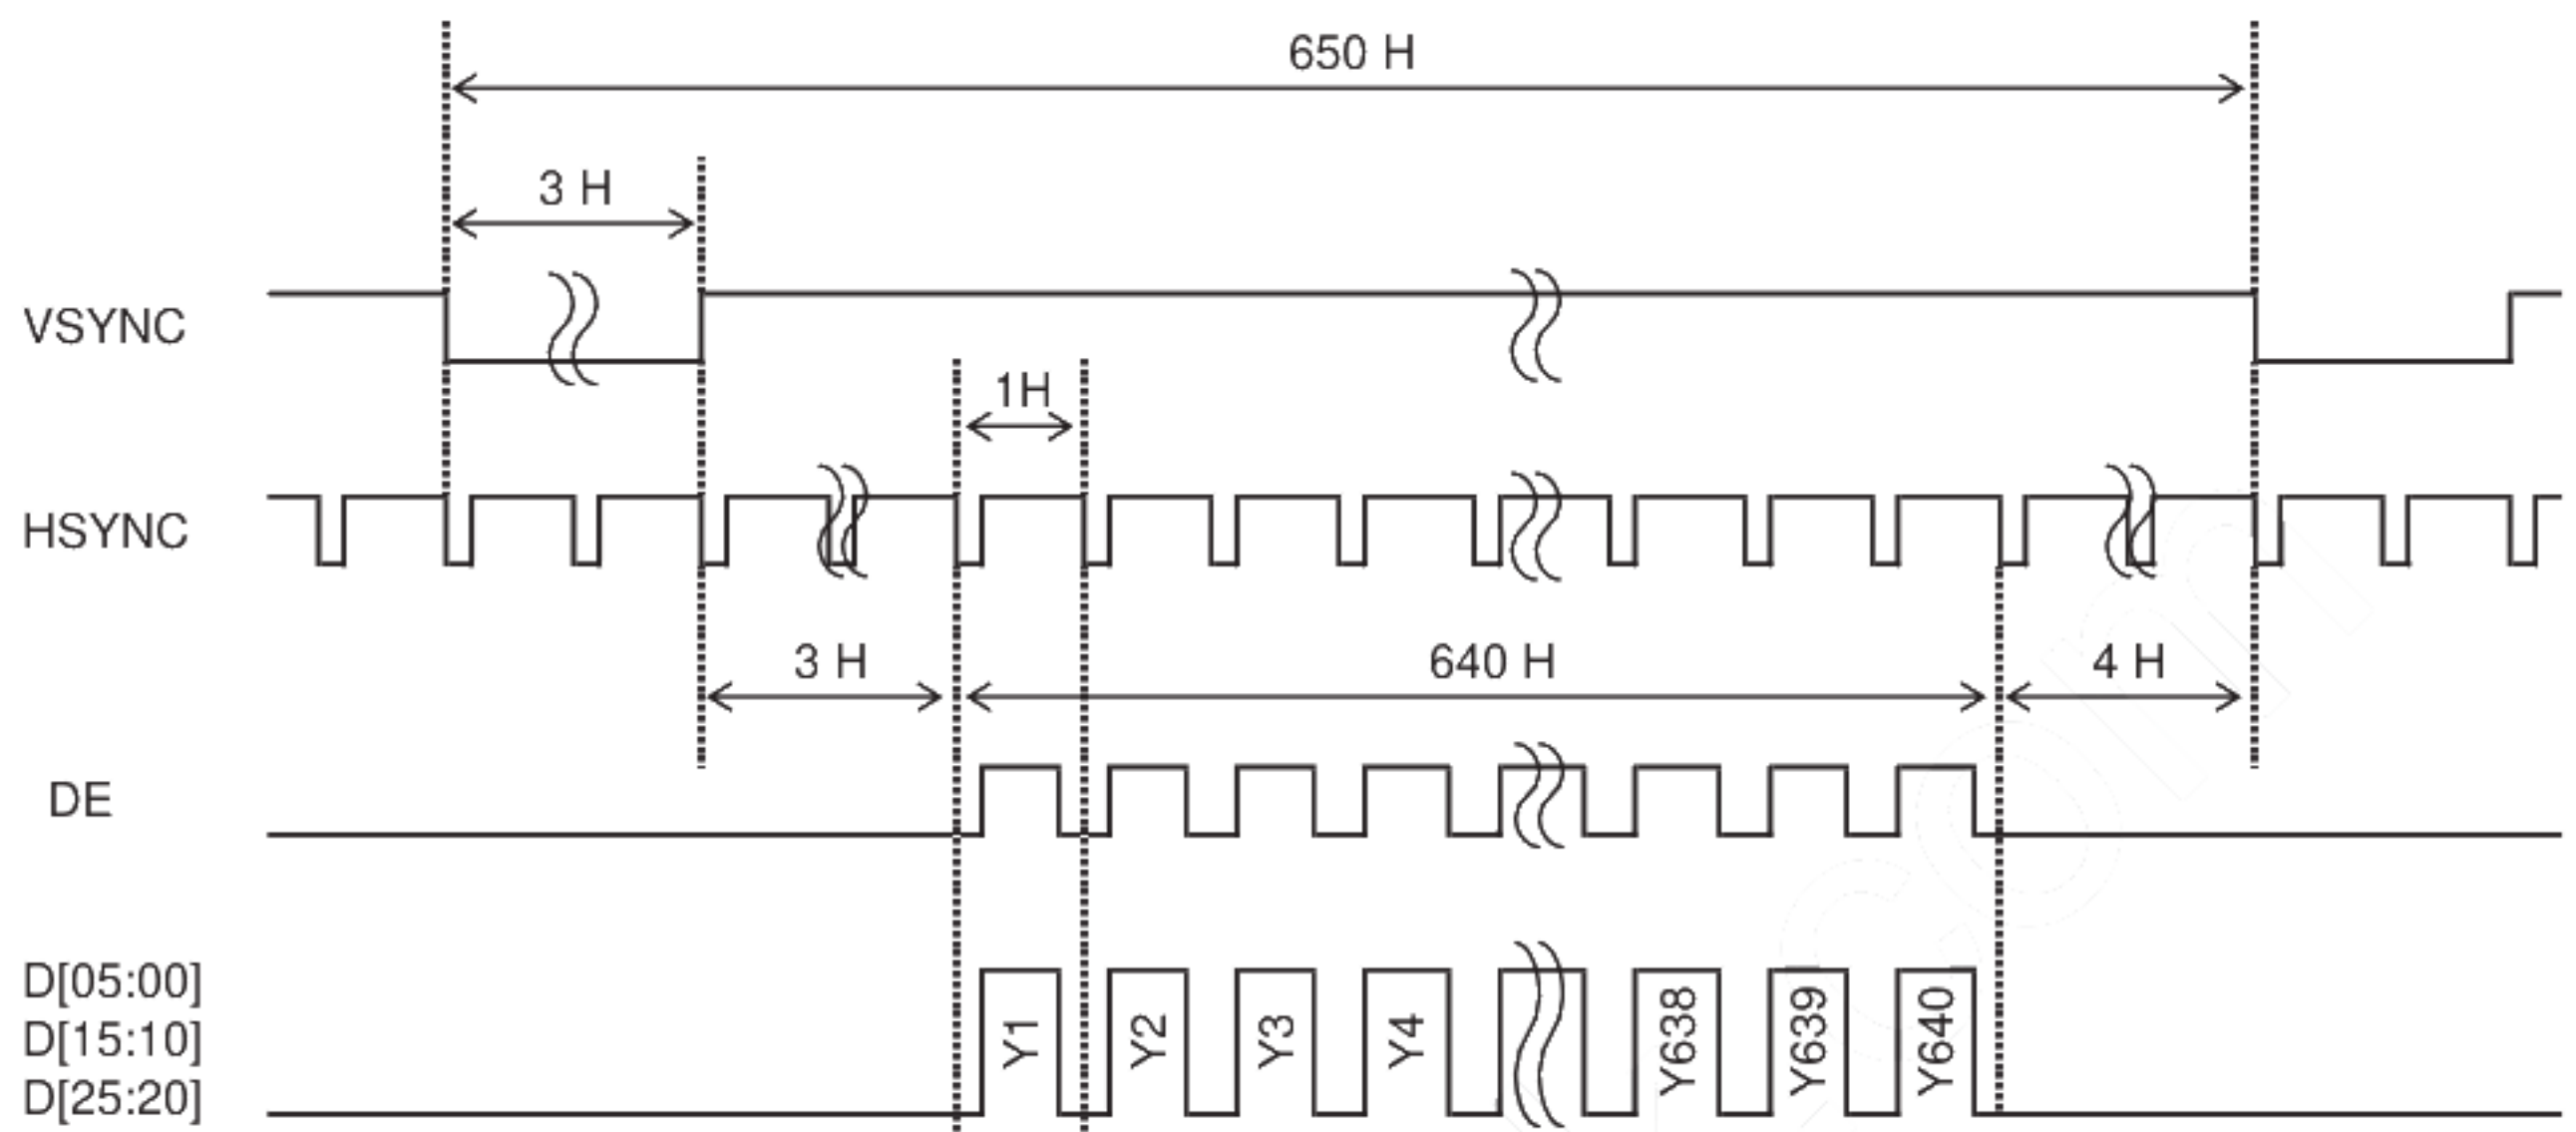 650 H
3 H
VSYNC
1H
HSYNC
3 H
640 H
4 H
DE
D[05:00]
D[15:10]
D[25:20]
Y1
Y2
Y3
Y4
Y638
Y639
Y640